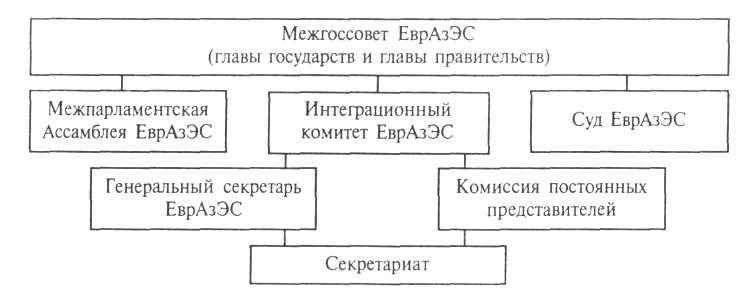 Межгоссовет ЕврАзЭС
(главы государств и главы правительств)
Межпарламентская
Ассамблея ЕврАзЭС
Интеграционный
комитет ЕврАзЭС
Суд ЕврАзЭС
Генеральный секретарь
ЕврАзЭС
Комиссия постоянных
представителей
Секретариат